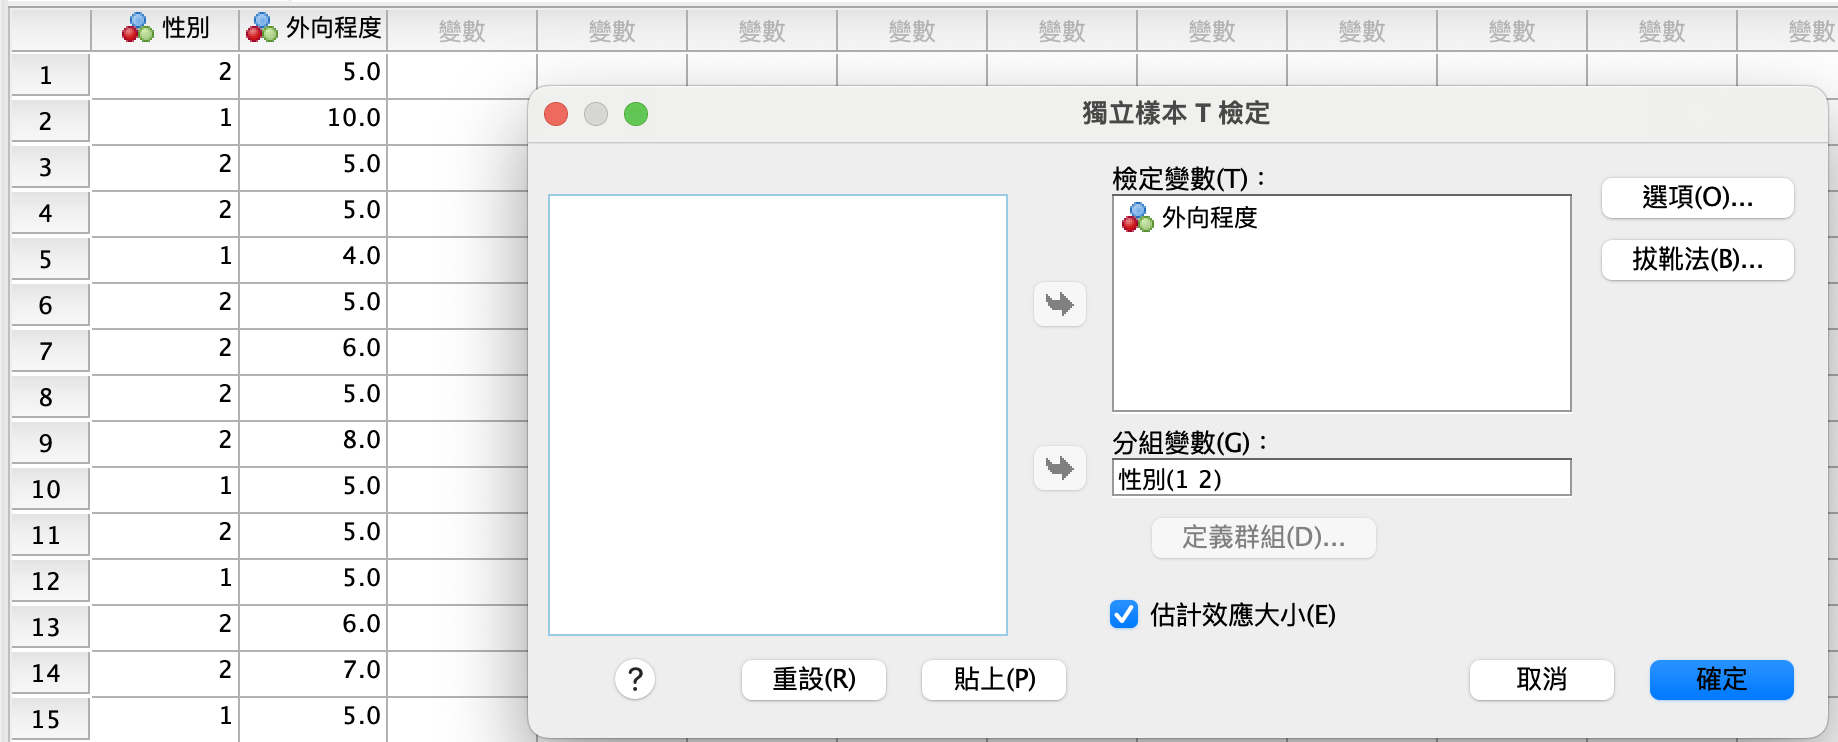 性別 外向程度 變數 變數 變數 變數 變數 變數 變數 變數 變數 變數
1 2 5.0
2 1 10.0
3 2 5.0
4 2 5.0
5 1 4.0
6 2 5.0
7 2 6.0
8 2 5.0
9 2 8.0
10 1 5.0
11 2 5.0
12 1 5.0
13 2 6.0
14 2 7.0
15 1 5.0
獨立樣本 T 檢定
檢定變數(T)：
外向程度
選項(O)...
拔靴法(B)...
分組變數(G)：
性別(1 2)
定義群組(D)...
估計效應大小(E)
? 重設(R) 貼上(P) 取消 確定